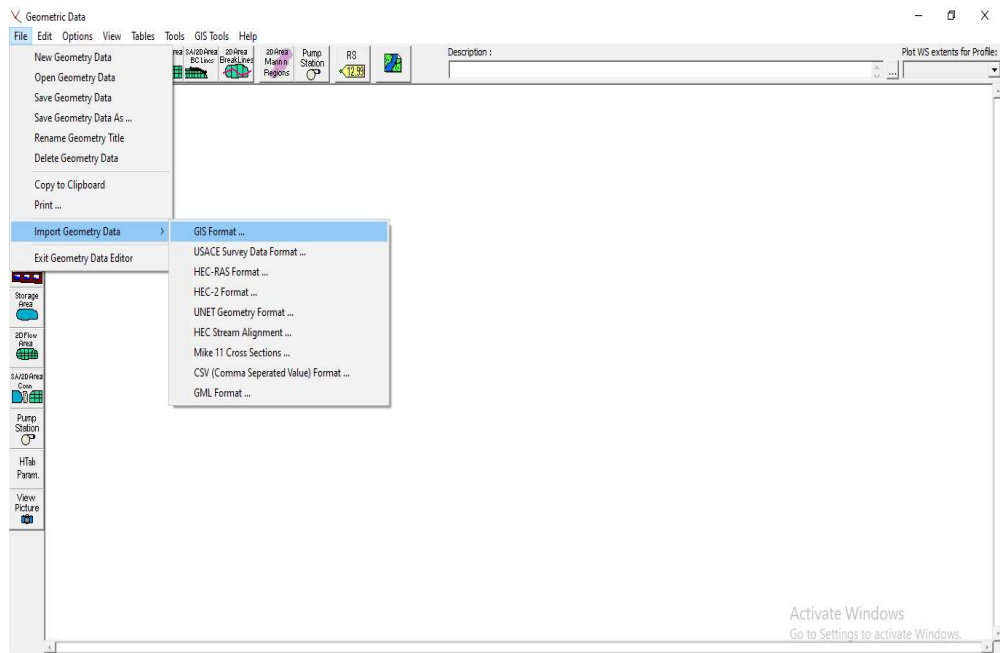 Geometric Data
File Edit Options View Tables Tools GIS Tools Help
New Geometry Data
Open Geometry Data
Save Geometry Data
Save Geometry Data As ...
Rename Geometry Title
Delete Geometry Data
Copy to Clipboard
Print ...
Import Geometry Data >
Exit Geometry Data Editor
SA/2D Area BC Lines
2D Area BreakLines
2D Area Mann n Regions
Pump Station
RS
12.99
Description :
...
Plot WS extents for Profile:
GIS Format ...
USACE Survey Data Format ...
HEC-RAS Format ...
HEC-2 Format ...
UNET Geometry Format ...
HEC Stream Alignment ...
Mike 11 Cross Sections ...
CSV (Comma Seperated Value) Format ...
GML Format ...
Storage
Area
2D Flow
Area
SA/2D Area
Conn
Pump
Station
HTab
Param.
View
Picture
Activate Windows
Go to Settings to activate Windows.